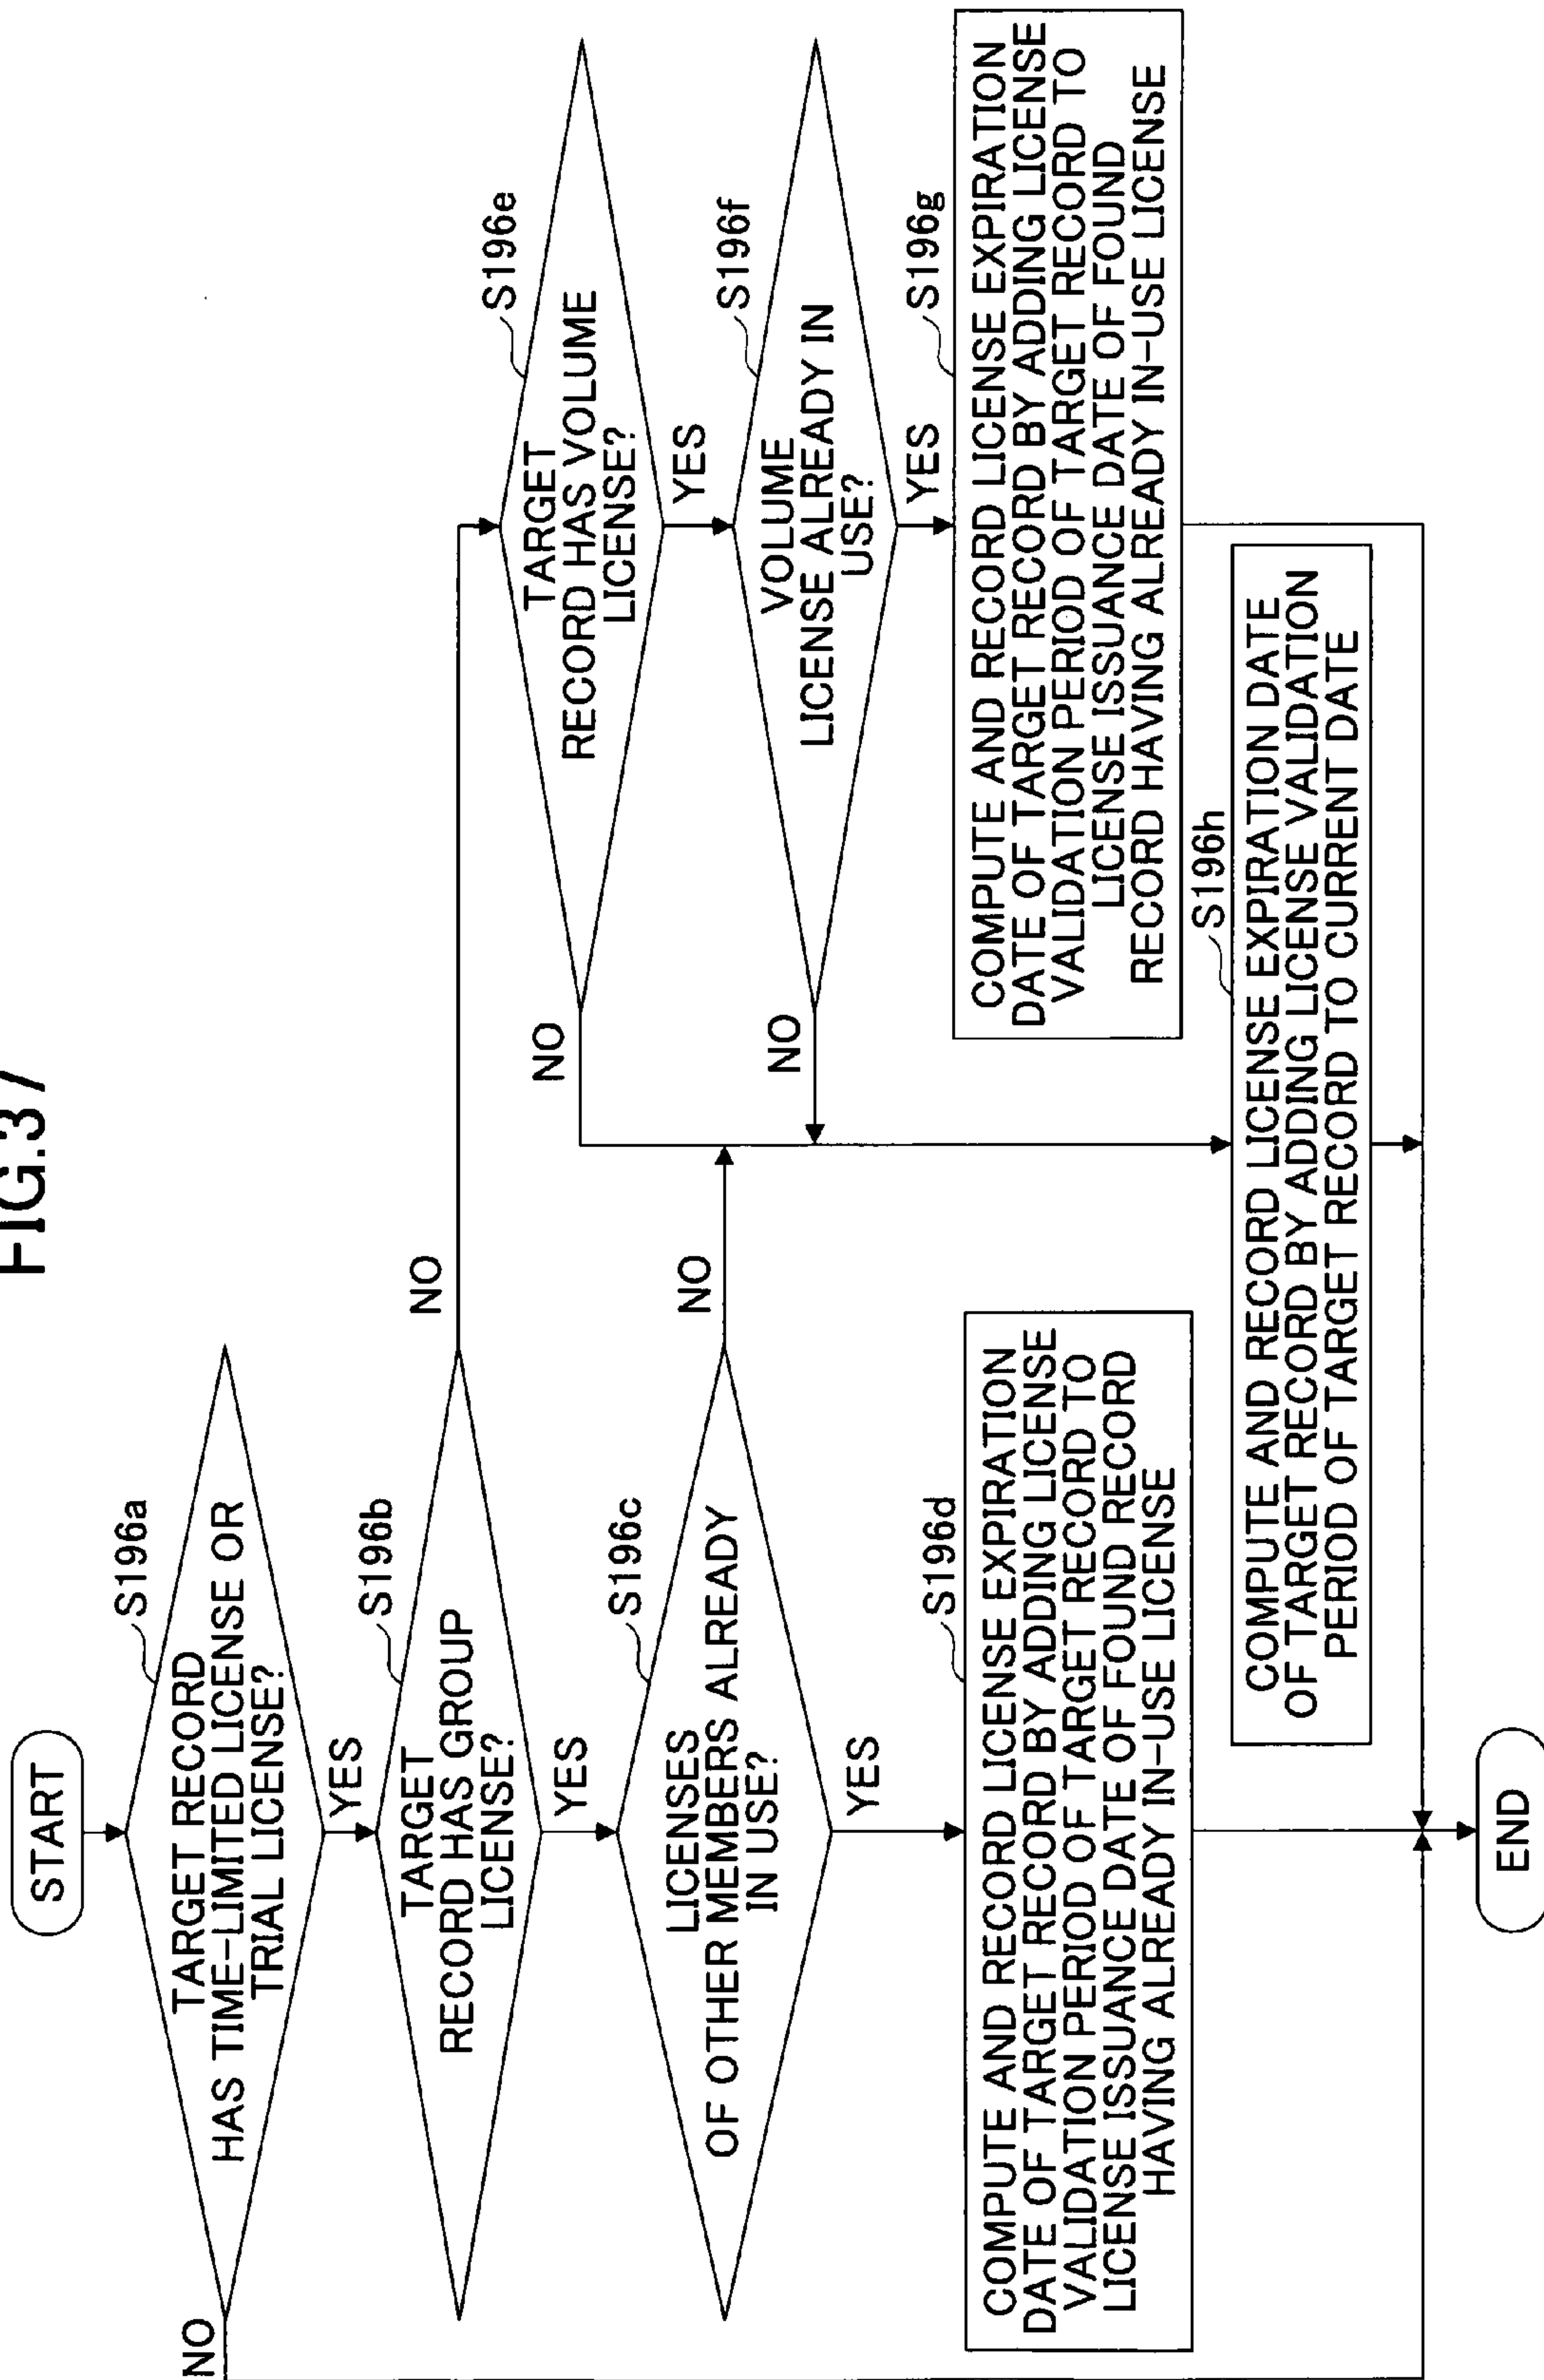 FIG.37
START
S196a
TARGET RECORD
HAS TIME-LIMITED LICENSE OR
TRIAL LICENSE?
NO
YES
S196b
TARGET
RECORD HAS GROUP
LICENSE?
NO
YES
S196c
LICENSES
OF OTHER MEMBERS ALREADY
IN USE?
NO
YES
S196d
COMPUTE AND RECORD LICENSE EXPIRATION
DATE OF TARGET RECORD BY ADDING LICENSE
VALIDATION PERIOD OF TARGET RECORD TO
LICENSE ISSUANCE DATE OF FOUND RECORD
HAVING ALREADY IN-USE LICENSE
S196e
TARGET
RECORD HAS VOLUME
LICENSE?
NO
YES
S196f
VOLUME
LICENSE ALREADY IN
USE?
NO
YES
S196g
COMPUTE AND RECORD LICENSE EXPIRATION
DATE OF TARGET RECORD BY ADDING LICENSE
VALIDATION PERIOD OF TARGET RECORD TO
LICENSE ISSUANCE DATE OF FOUND
RECORD HAVING ALREADY IN-USE LICENSE
S196h
COMPUTE AND RECORD LICENSE EXPIRATION DATE
OF TARGET RECORD BY ADDING LICENSE VALIDATION
PERIOD OF TARGET RECORD TO CURRENT DATE
END